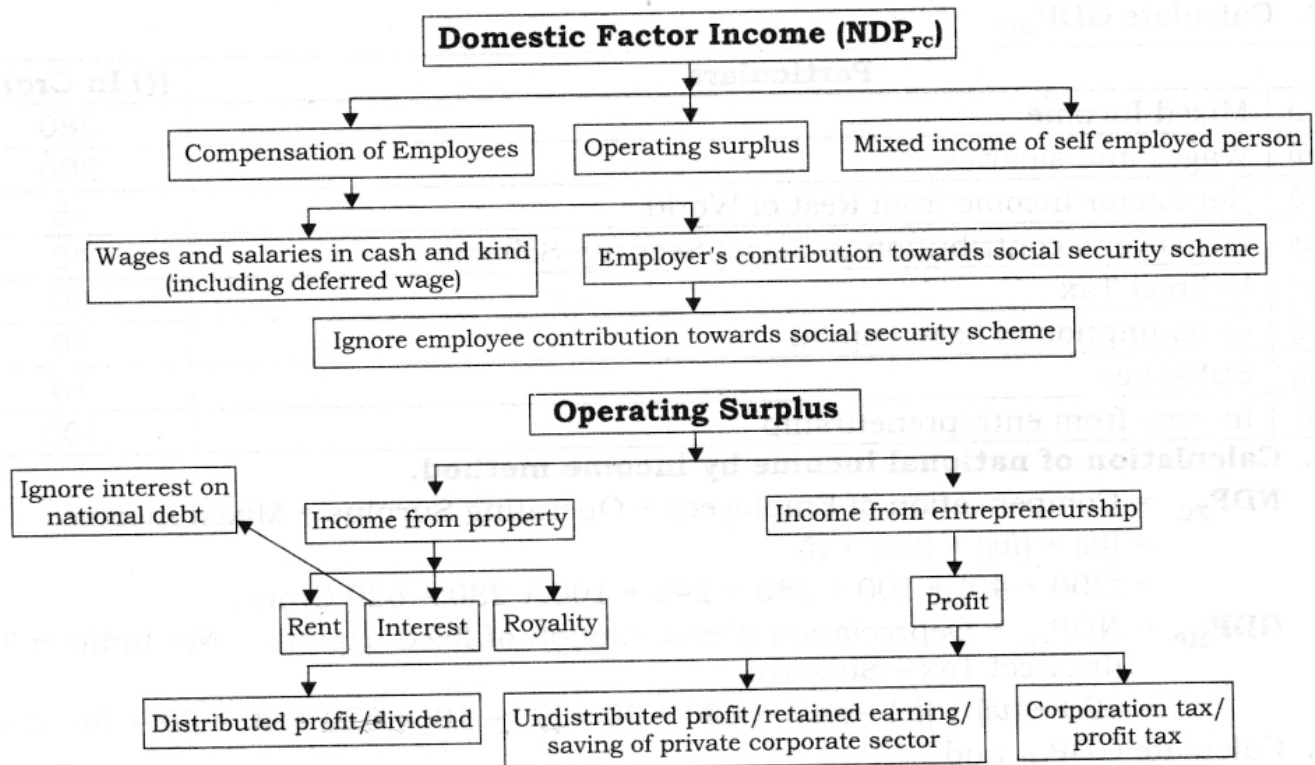 Domestic Factor Income (NDPFC)
Compensation of Employees
Operating surplus
Mixed income of self employed person
Wages and salaries in cash and kind
(including deferred wage)
Employer's contribution towards social security scheme
Ignore employee contribution towards social security scheme
Operating Surplus
Ignore interest on
national debt
Income from property
Income from entrepreneurship
Rent
Interest
Royality
Profit
Distributed profit/dividend
Undistributed profit/retained earning/
saving of private corporate sector
Corporation tax/
profit tax